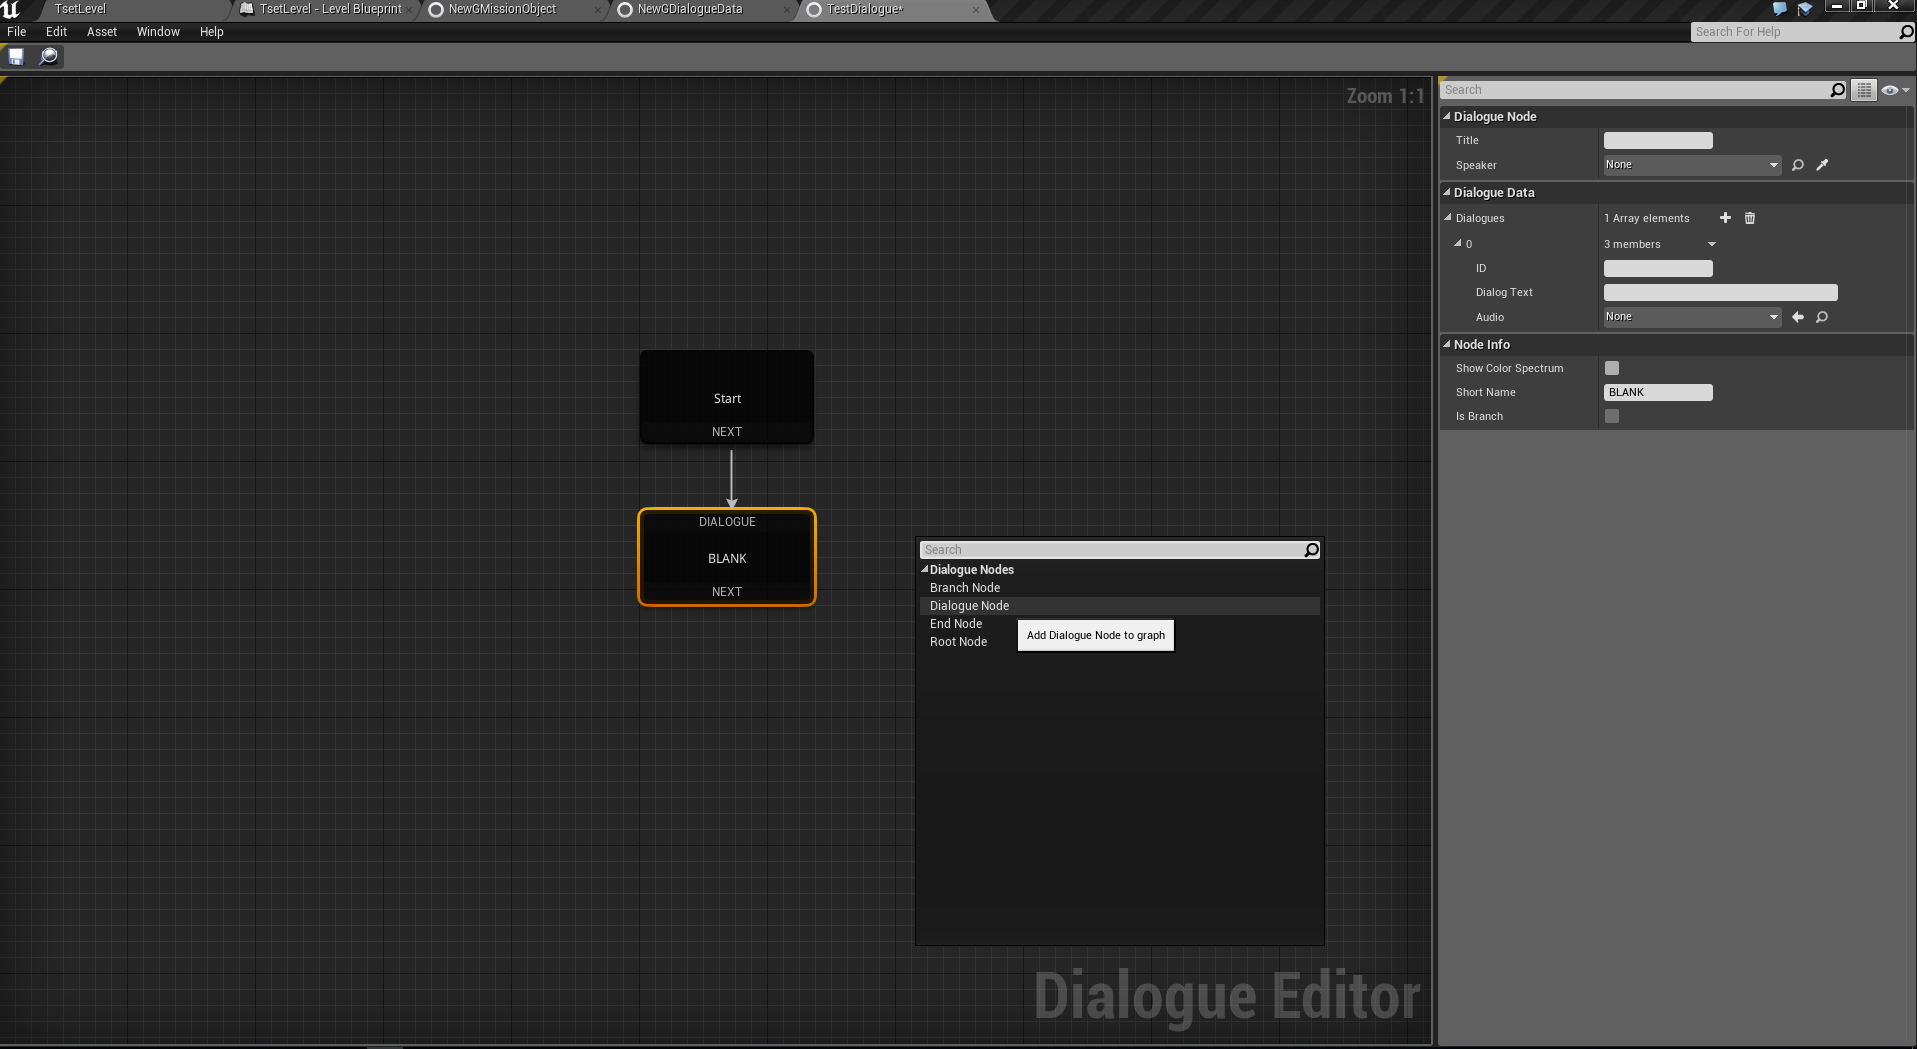 TsetLevel
TsetLevel - Level Blueprint
NewGMissionObject
NewGDialogueData
TestDialogue*
File Edit Asset Window Help
Search For Help
Zoom 1:1
Start
NEXT
DIALOGUE
BLANK
NEXT
Search
Dialogue Nodes
Branch Node
Dialogue Node
End Node
Root Node
Add Dialogue Node to graph
Dialogue Editor
Search
Dialogue Node
Title
Speaker None
Dialogue Data
Dialogues 1 Array elements
0 3 members
ID
Dialog Text
Audio None
Node Info
Show Color Spectrum
Short Name BLANK
Is Branch